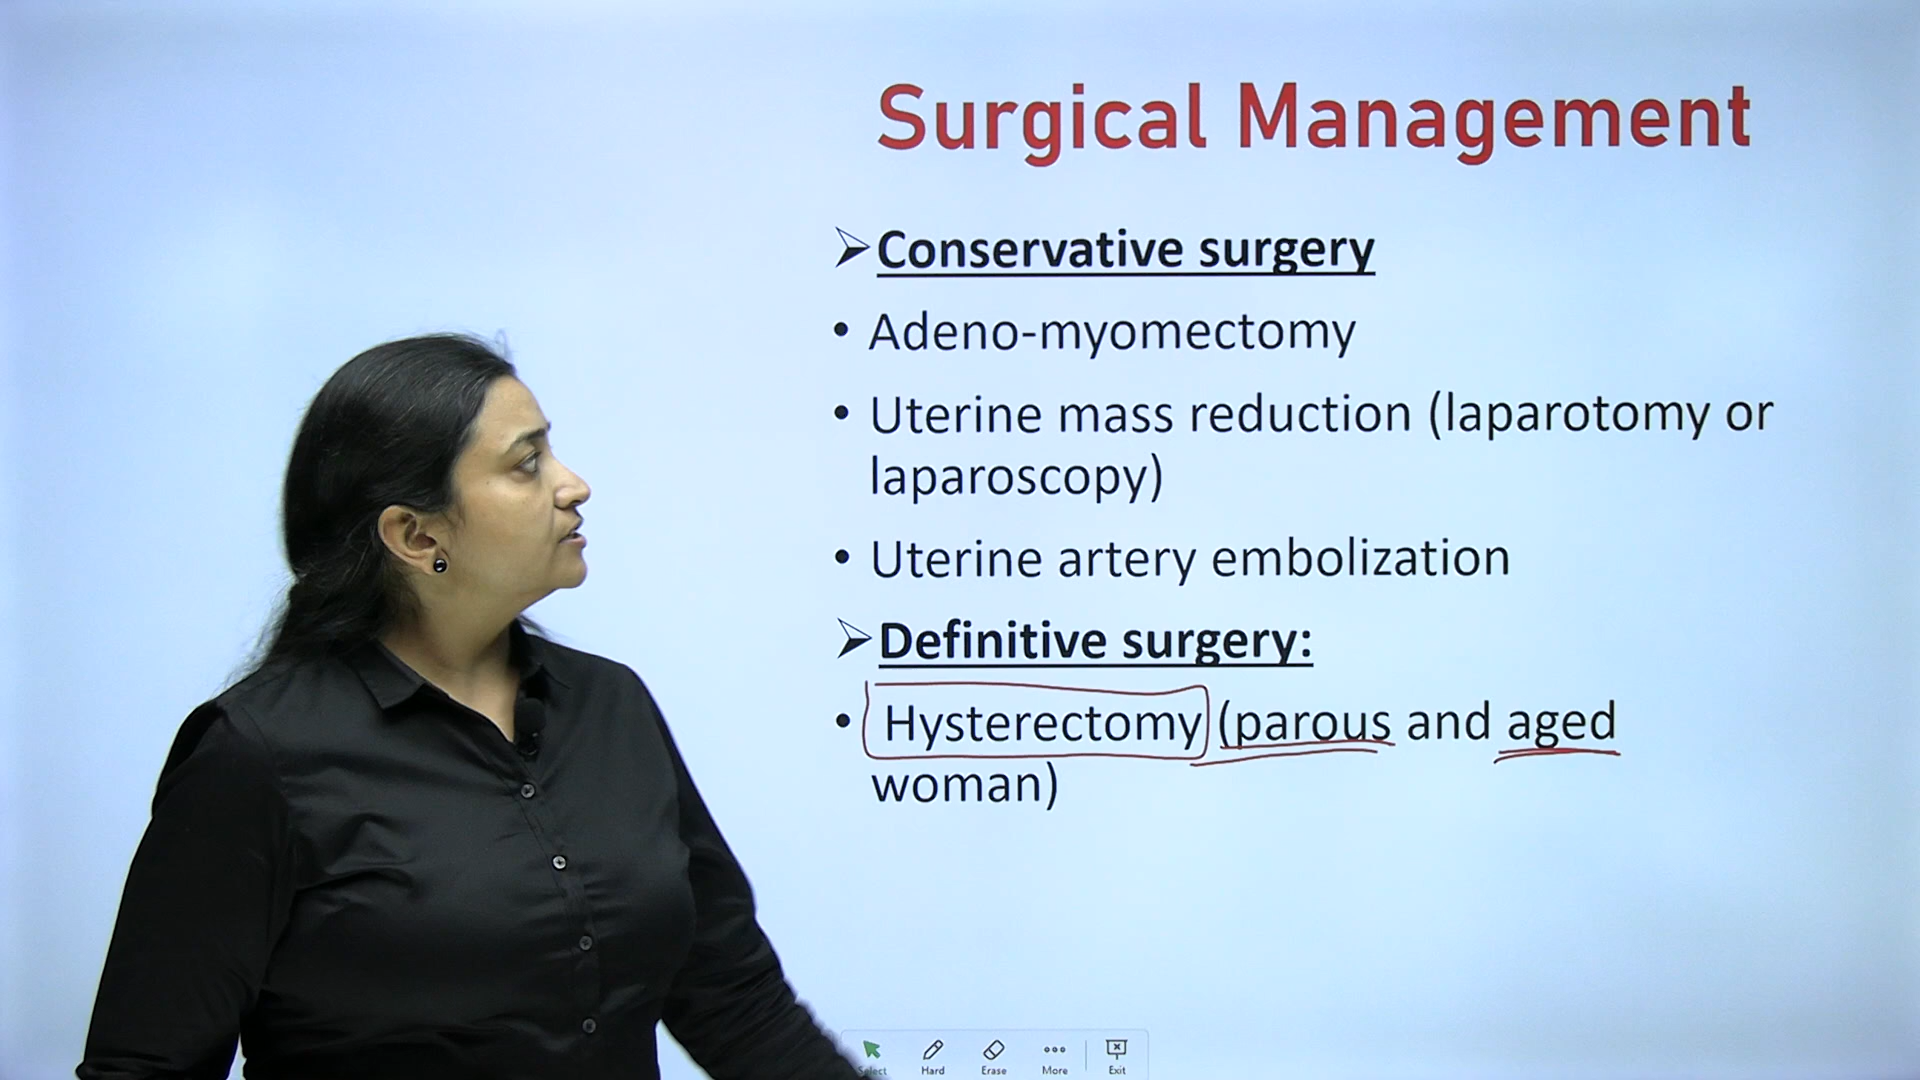 Surgical Management
➢Conservative surgery
• Adeno-myomectomy
• Uterine mass reduction (laparotomy or
laparoscopy)
• Uterine artery embolization
➢Definitive surgery:
• Hysterectomy (parous and aged
woman)
Select Hard Erase More Exit